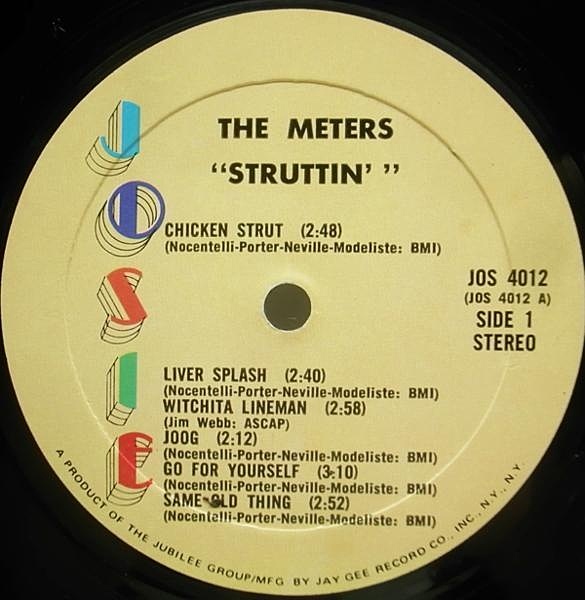 THE METERS
“STRUTTIN’ ”
JOSIE
CHICKEN STRUT (2:48)
(Nocentelli-Porter-Neville-Modeliste: BMI)
JOS 4012
(JOS 4012 A)
SIDE 1
STEREO
LIVER SPLASH (2:40)
(Nocentelli-Porter-Neville-Modeliste: BMI)
WITCHITA LINEMAN (2:58)
(Jim Webb: ASCAP)
JOOG (2:12)
(Nocentelli-Porter-Neville-Modeliste: BMI)
GO FOR YOURSELF (3:10)
(Nocentelli-Porter-Neville-Modeliste: BMI)
SAME OLD THING (2:52)
(Nocentelli-Porter-Neville-Modeliste: BMI)
A PRODUCT OF THE JUBILEE GROUP/MFG BY JAY GEE RECORD CO., INC., N.Y., N.Y.